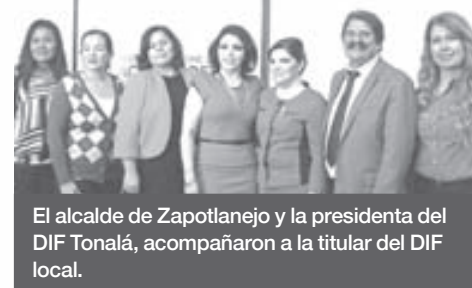 El alcalde de Zapotlanejo y la presidenta del
DIF Tonalá, acompañaron a la titular del DIF
local.